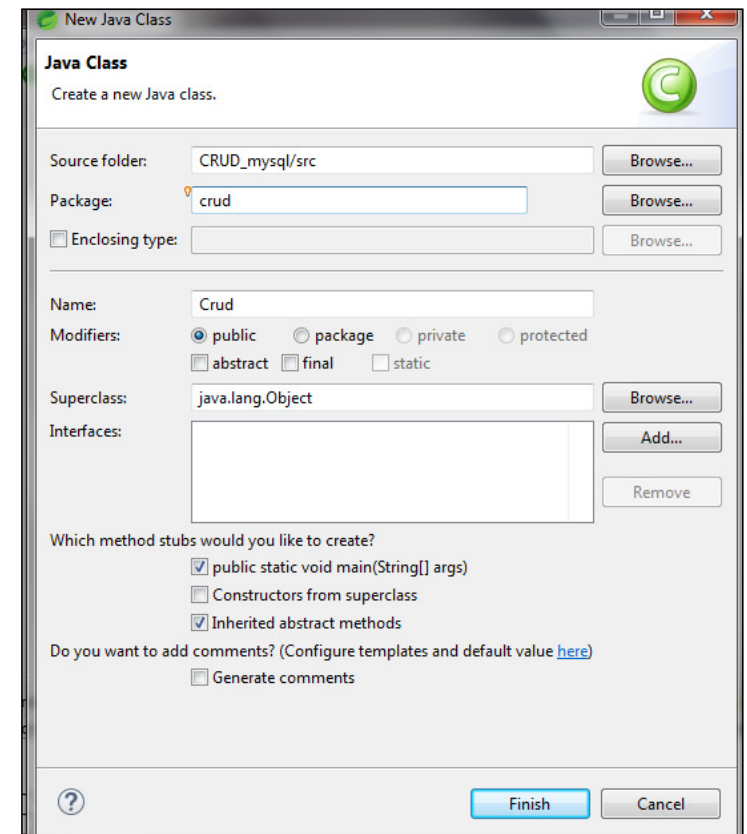 New Java Class
Java Class
Create a new Java class.
C
Source folder: CRUD_mysql/src Browse...
Package: crud Browse...
Enclosing type: Browse...
Name: Crud
Modifiers: public package private protected
abstract final static
Superclass: java.lang.Object Browse...
Interfaces: Add...
Remove
Which method stubs would you like to create?
public static void main(String[] args)
Constructors from superclass
Inherited abstract methods
Do you want to add comments? (Configure templates and default value here)
Generate comments
? Finish Cancel